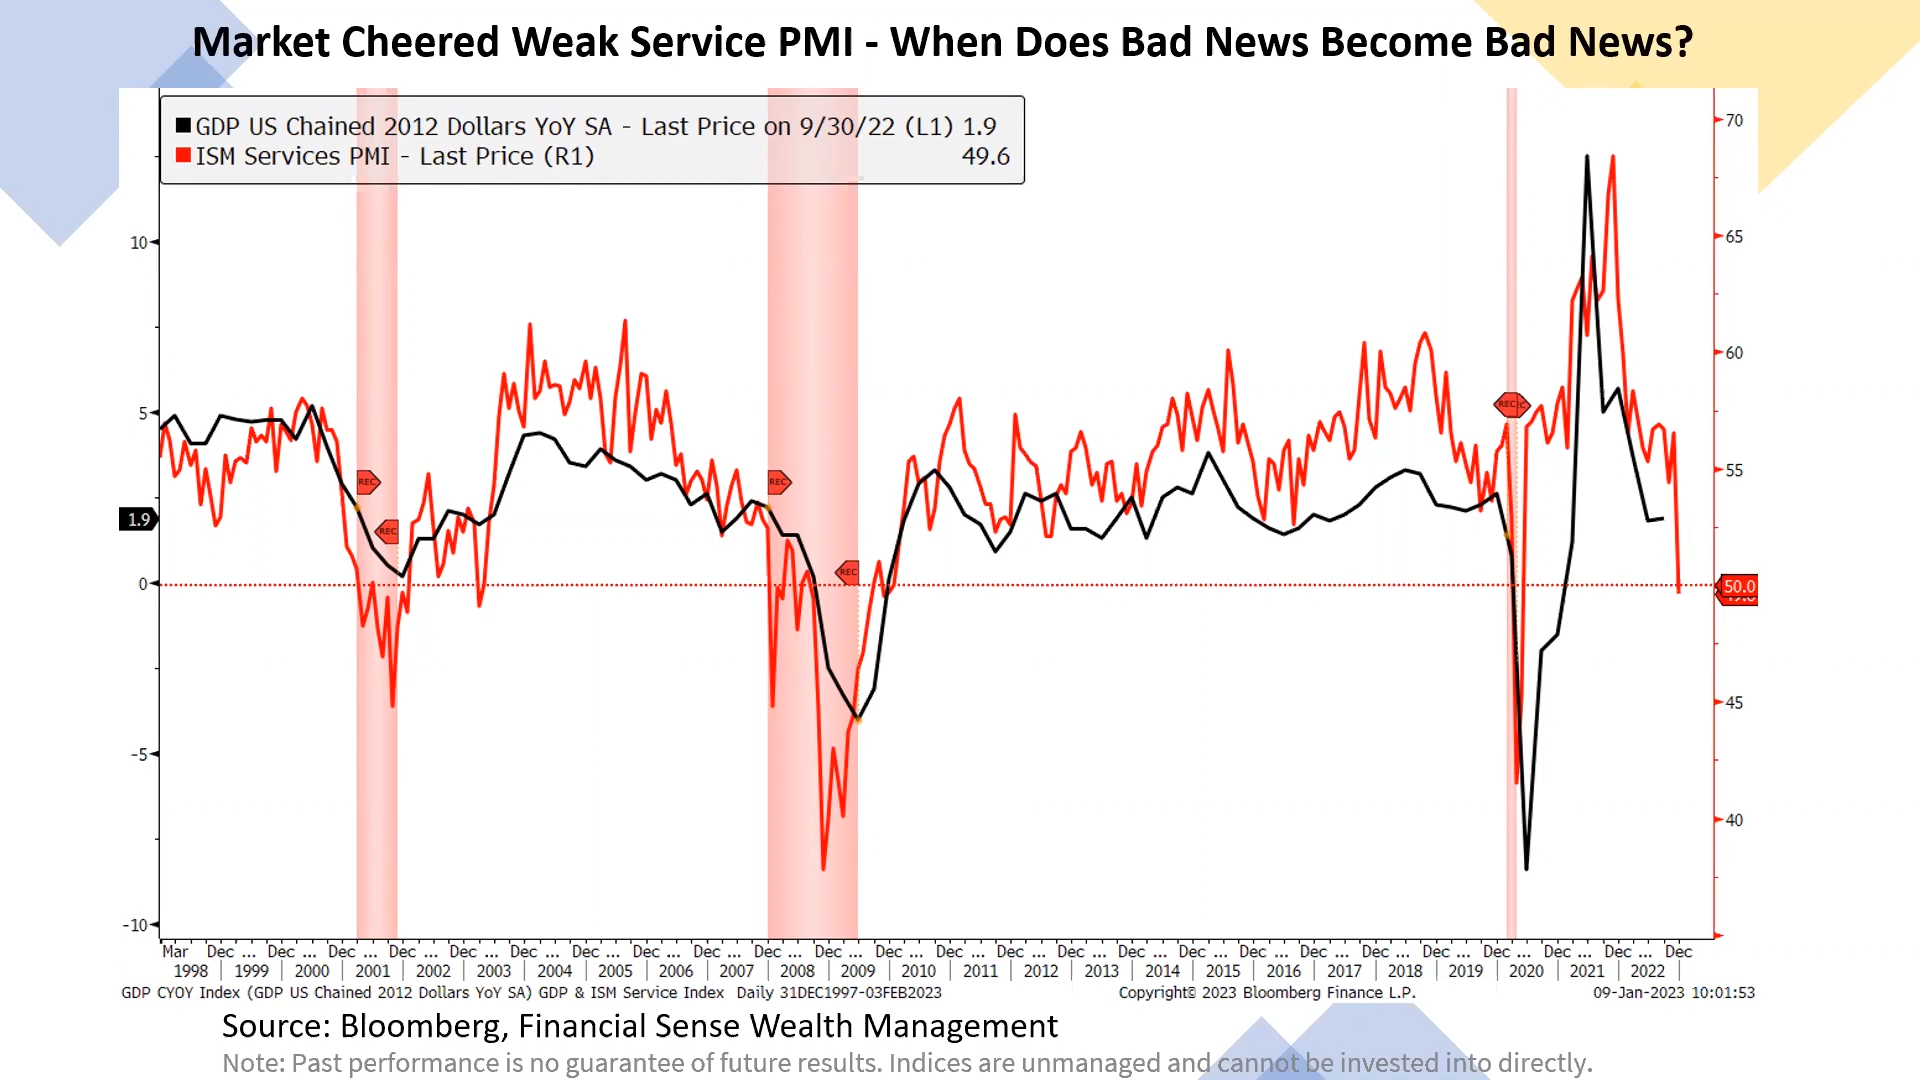 Market Cheered Weak Service PMI - When Does Bad News Become Bad News?
GDP US Chained 2012 Dollars YoY SA - Last Price on 9/30/22 (L1) 1.9
ISM Services PMI - Last Price (R1) 49.6
70
65
60
55
50.0
45
40
10
5
1.9
0
-5
-10
REC
REC
REC
REC
REC
Mar Dec ... Dec ... Dec ... Dec ... Dec ... Dec ... Dec ... Dec ... Dec ... Dec ... Dec ... Dec ... Dec ... Dec ... Dec ... Dec ... Dec ... Dec ... Dec ... Dec ... Dec ... Dec ... Dec ... Dec ... Dec
1998 1999 2000 2001 2002 2003 2004 2005 2006 2007 2008 2009 2010 2011 2012 2013 2014 2015 2016 2017 2018 2019 2020 2021 2022
GDP CYOY Index (GDP US Chained 2012 Dollars YoY SA) GDP & ISM Service Index Daily 31DEC1997-03FEB2023 Copyright© 2023 Bloomberg Finance L.P. 09-Jan-2023 10:01:53
Source: Bloomberg, Financial Sense Wealth Management
Note: Past performance is no guarantee of future results. Indices are unmanaged and cannot be invested into directly.